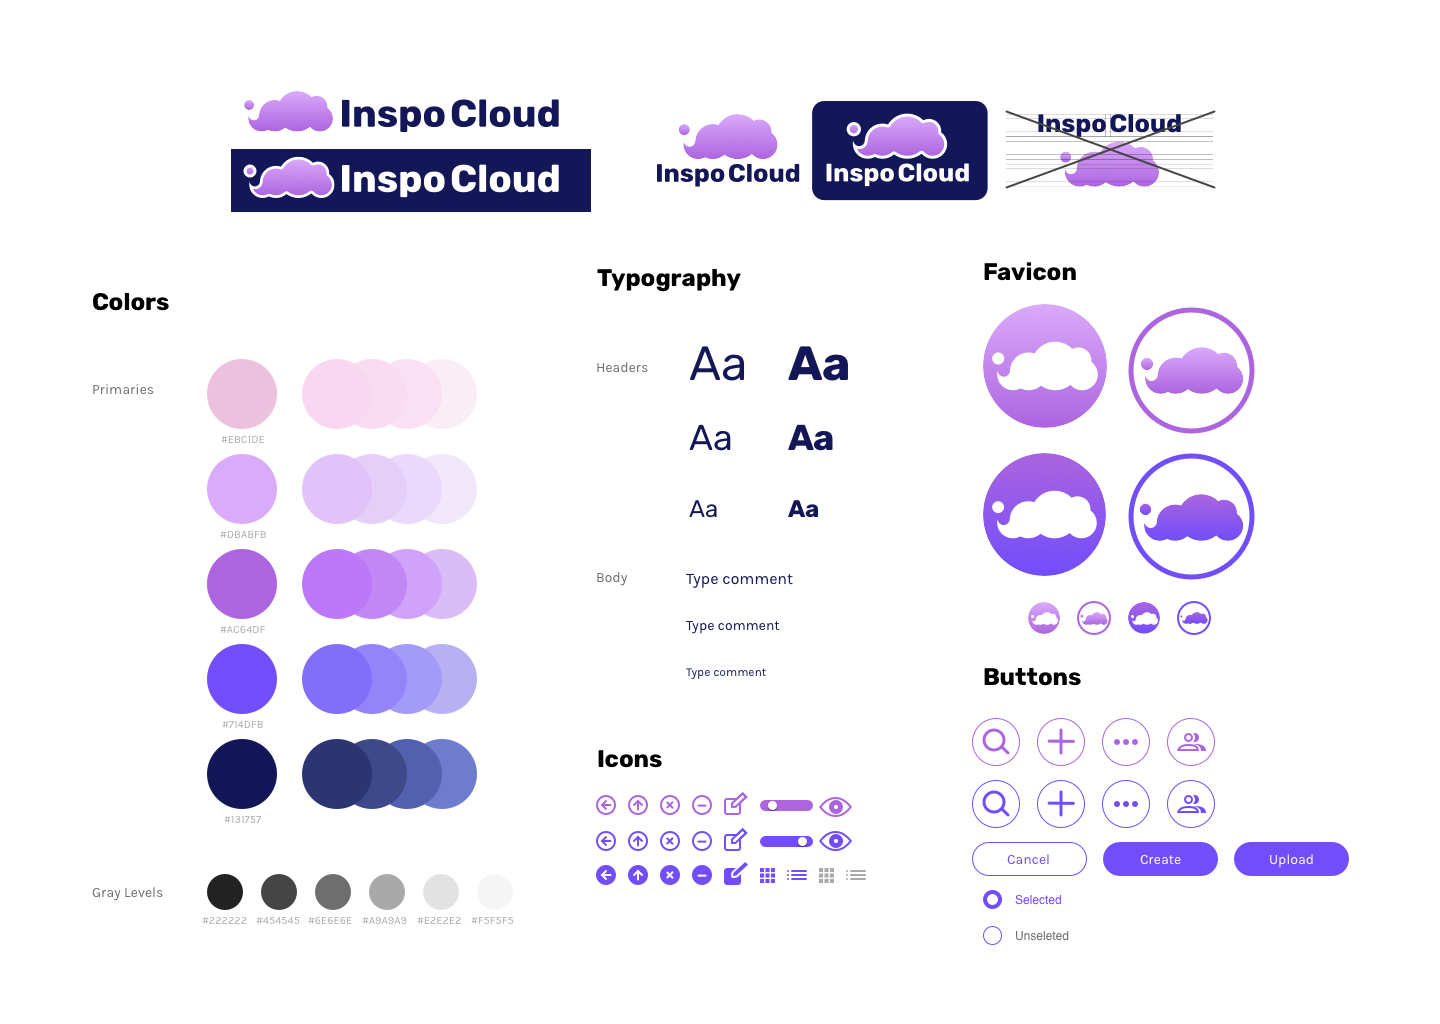 Inspo Cloud
Inspo Cloud
Inspo Cloud
Inspo Cloud
Inspo Cloud
Colors
Primaries
#EBC1DE
#DBABFB
#AC64DF
#714DFB
#131757
Gray Levels
#222222 #454545 #6E6E6E #A9A9A9 #E2E2E2 #F5F5F5
Typography
Headers
Aa Aa
Aa Aa
Aa Aa
Body
Type comment
Type comment
Type comment
Icons
Favicon
Buttons
Cancel Create Upload
Selected
Unseleted